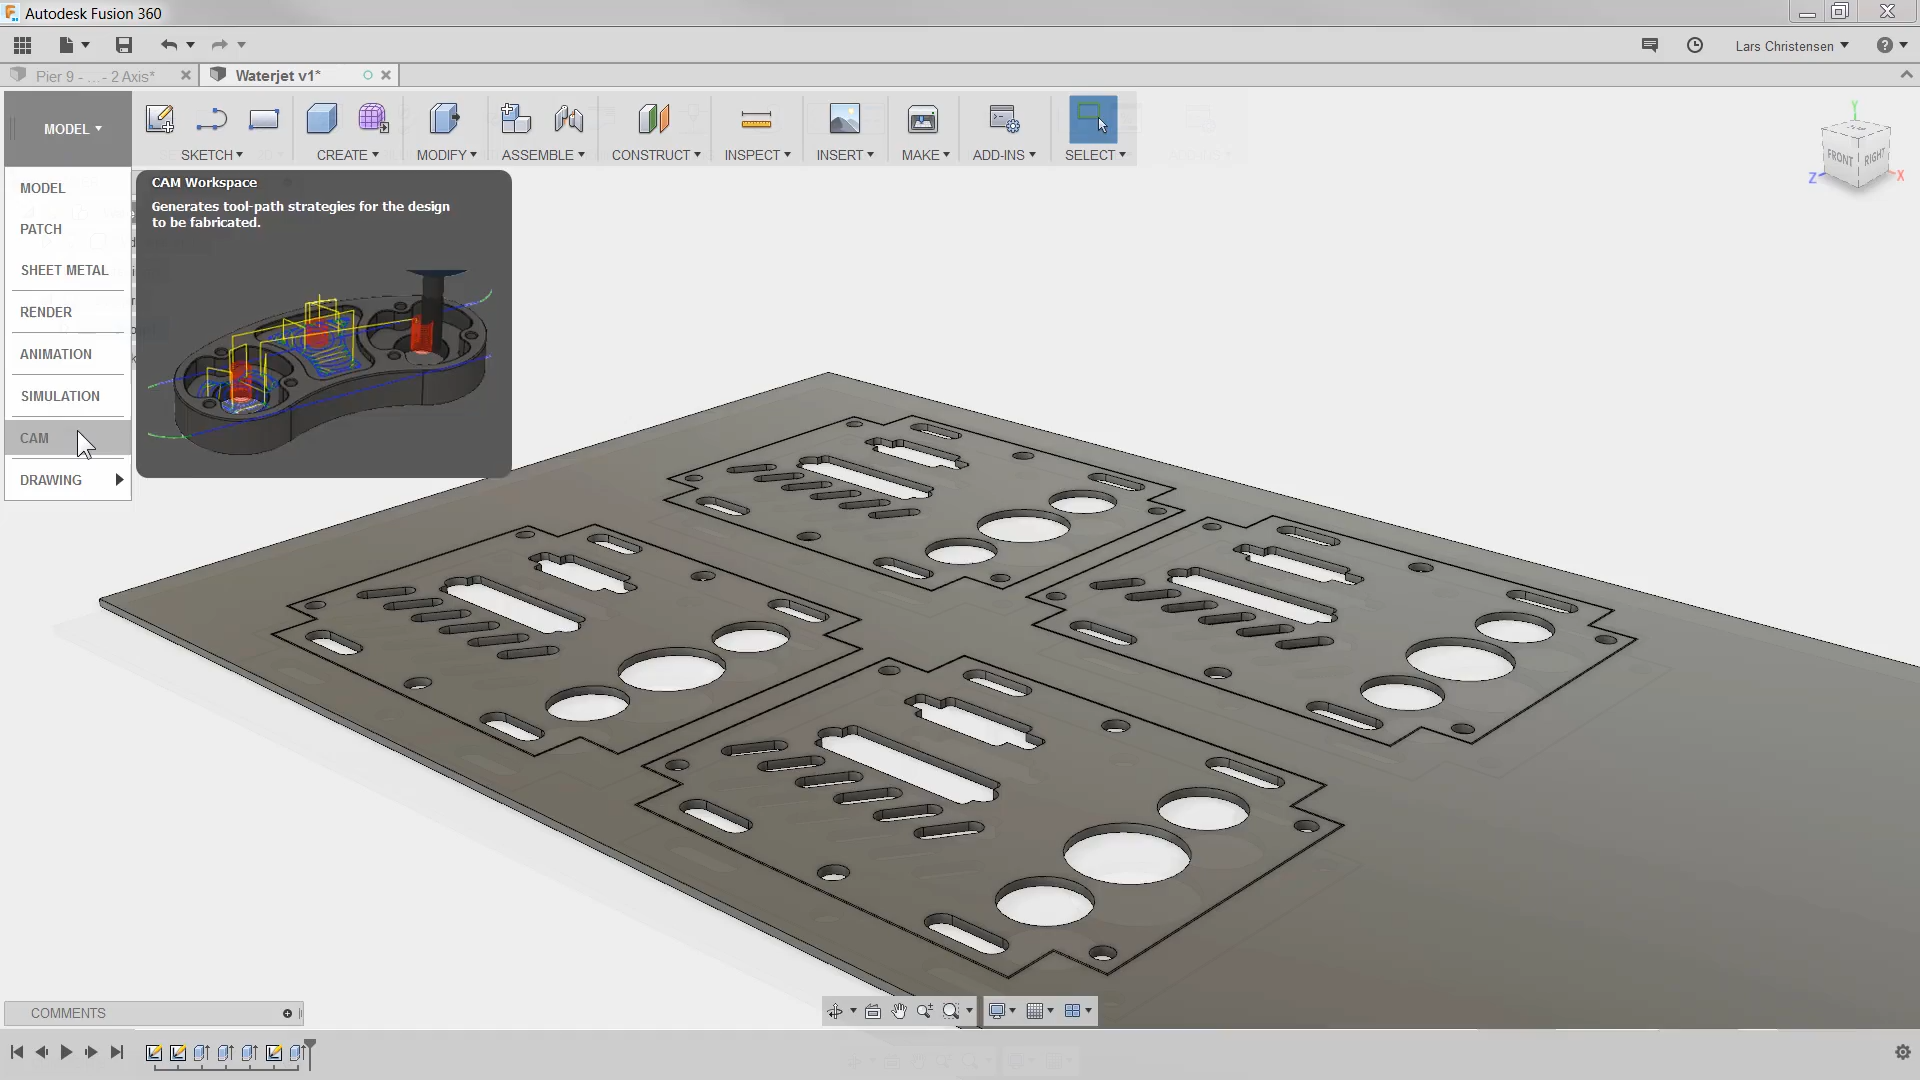 Autodesk Fusion 360
Lars Christensen
Pier 9 - ...- 2 Axis*
Waterjet v1*
MODEL
SKETCH
CREATE
MODIFY
ASSEMBLE
CONSTRUCT
INSPECT
INSERT
MAKE
ADD-INS
SELECT
MODEL
PATCH
SHEET METAL
RENDER
ANIMATION
SIMULATION
CAM
DRAWING
CAM Workspace
Generates tool-path strategies for the design
to be fabricated.
Y
FRONT
RIGHT
Z
X
COMMENTS